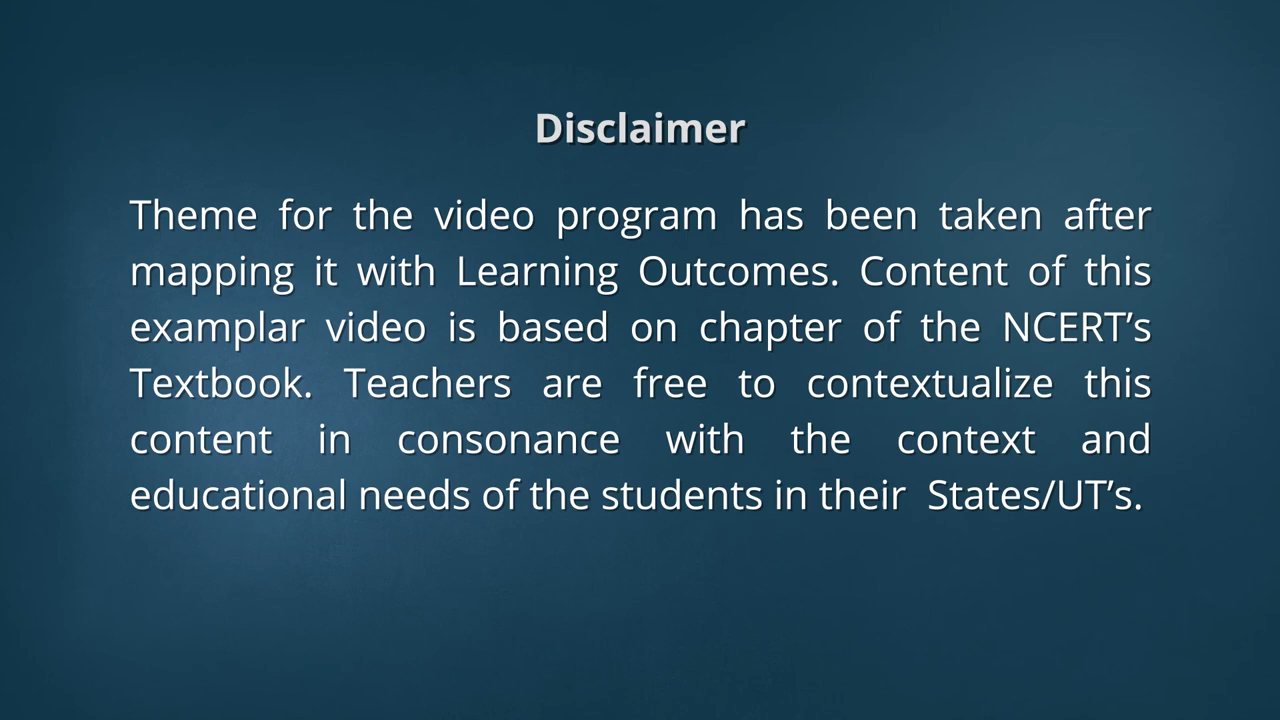 Disclaimer
Theme for the video program has been taken after
mapping it with Learning Outcomes. Content of this
examplar video is based on chapter of the NCERT’s
Textbook. Teachers are free to contextualize this
content in consonance with the context and
educational needs of the students in their  States/UT’s.